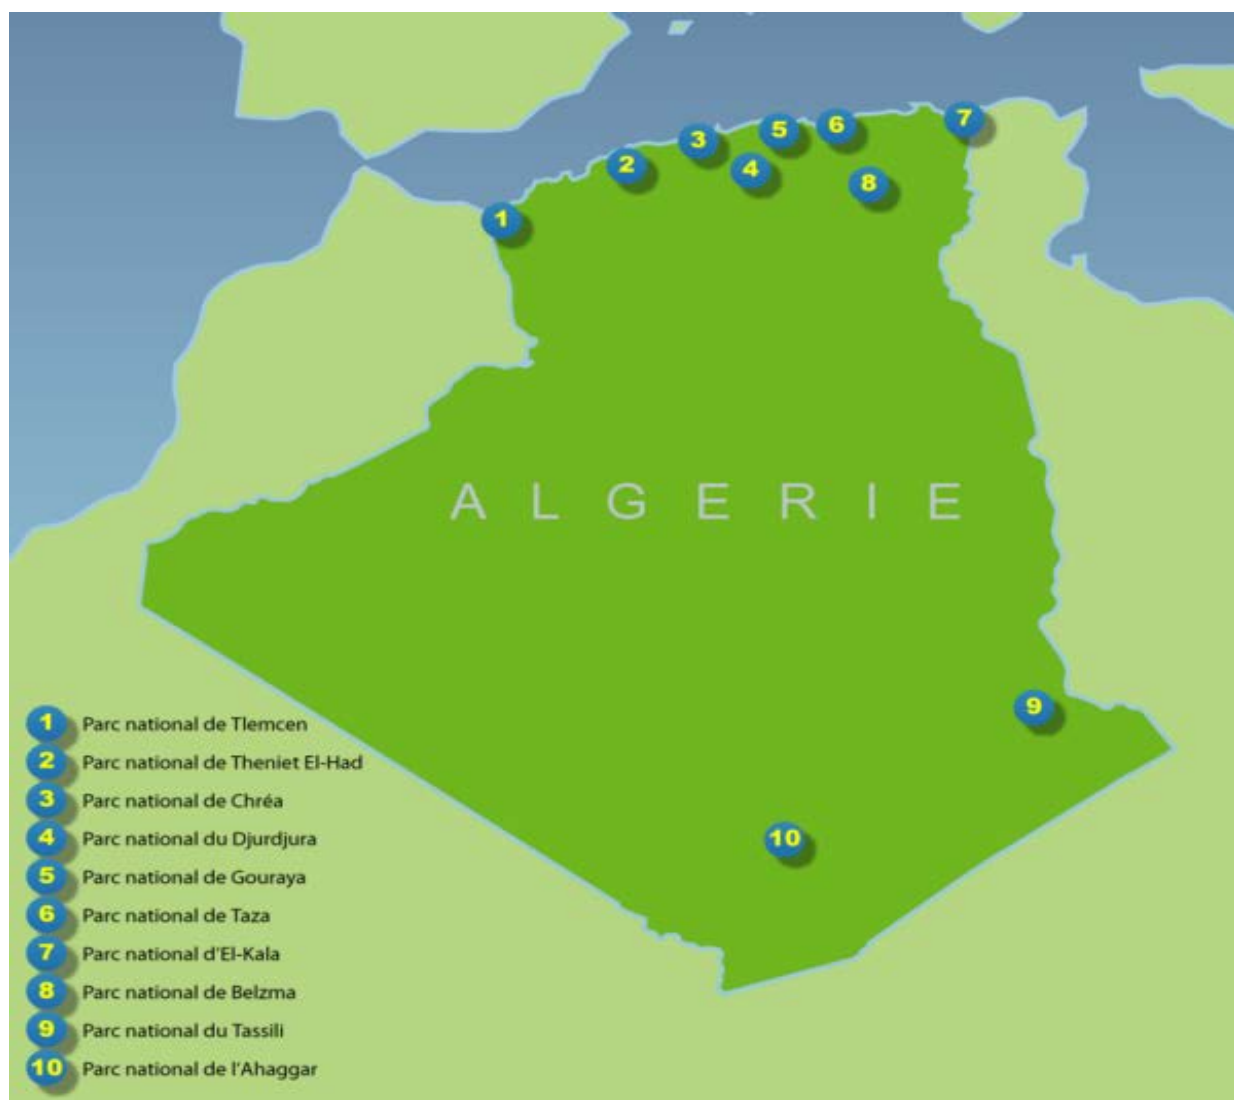 1
2
3
4
5
6
7
8
ALGERIE
9
10
1 Parc national de Tlemcen
2 Parc national de Theniet El-Had
3 Parc national de Chréa
4 Parc national du Djurdjura
5 Parc national de Gouraya
6 Parc national de Taza
7 Parc national d'El-Kala
8 Parc national de Belzma
9 Parc national du Tassili
10 Parc national de l'Ahaggar